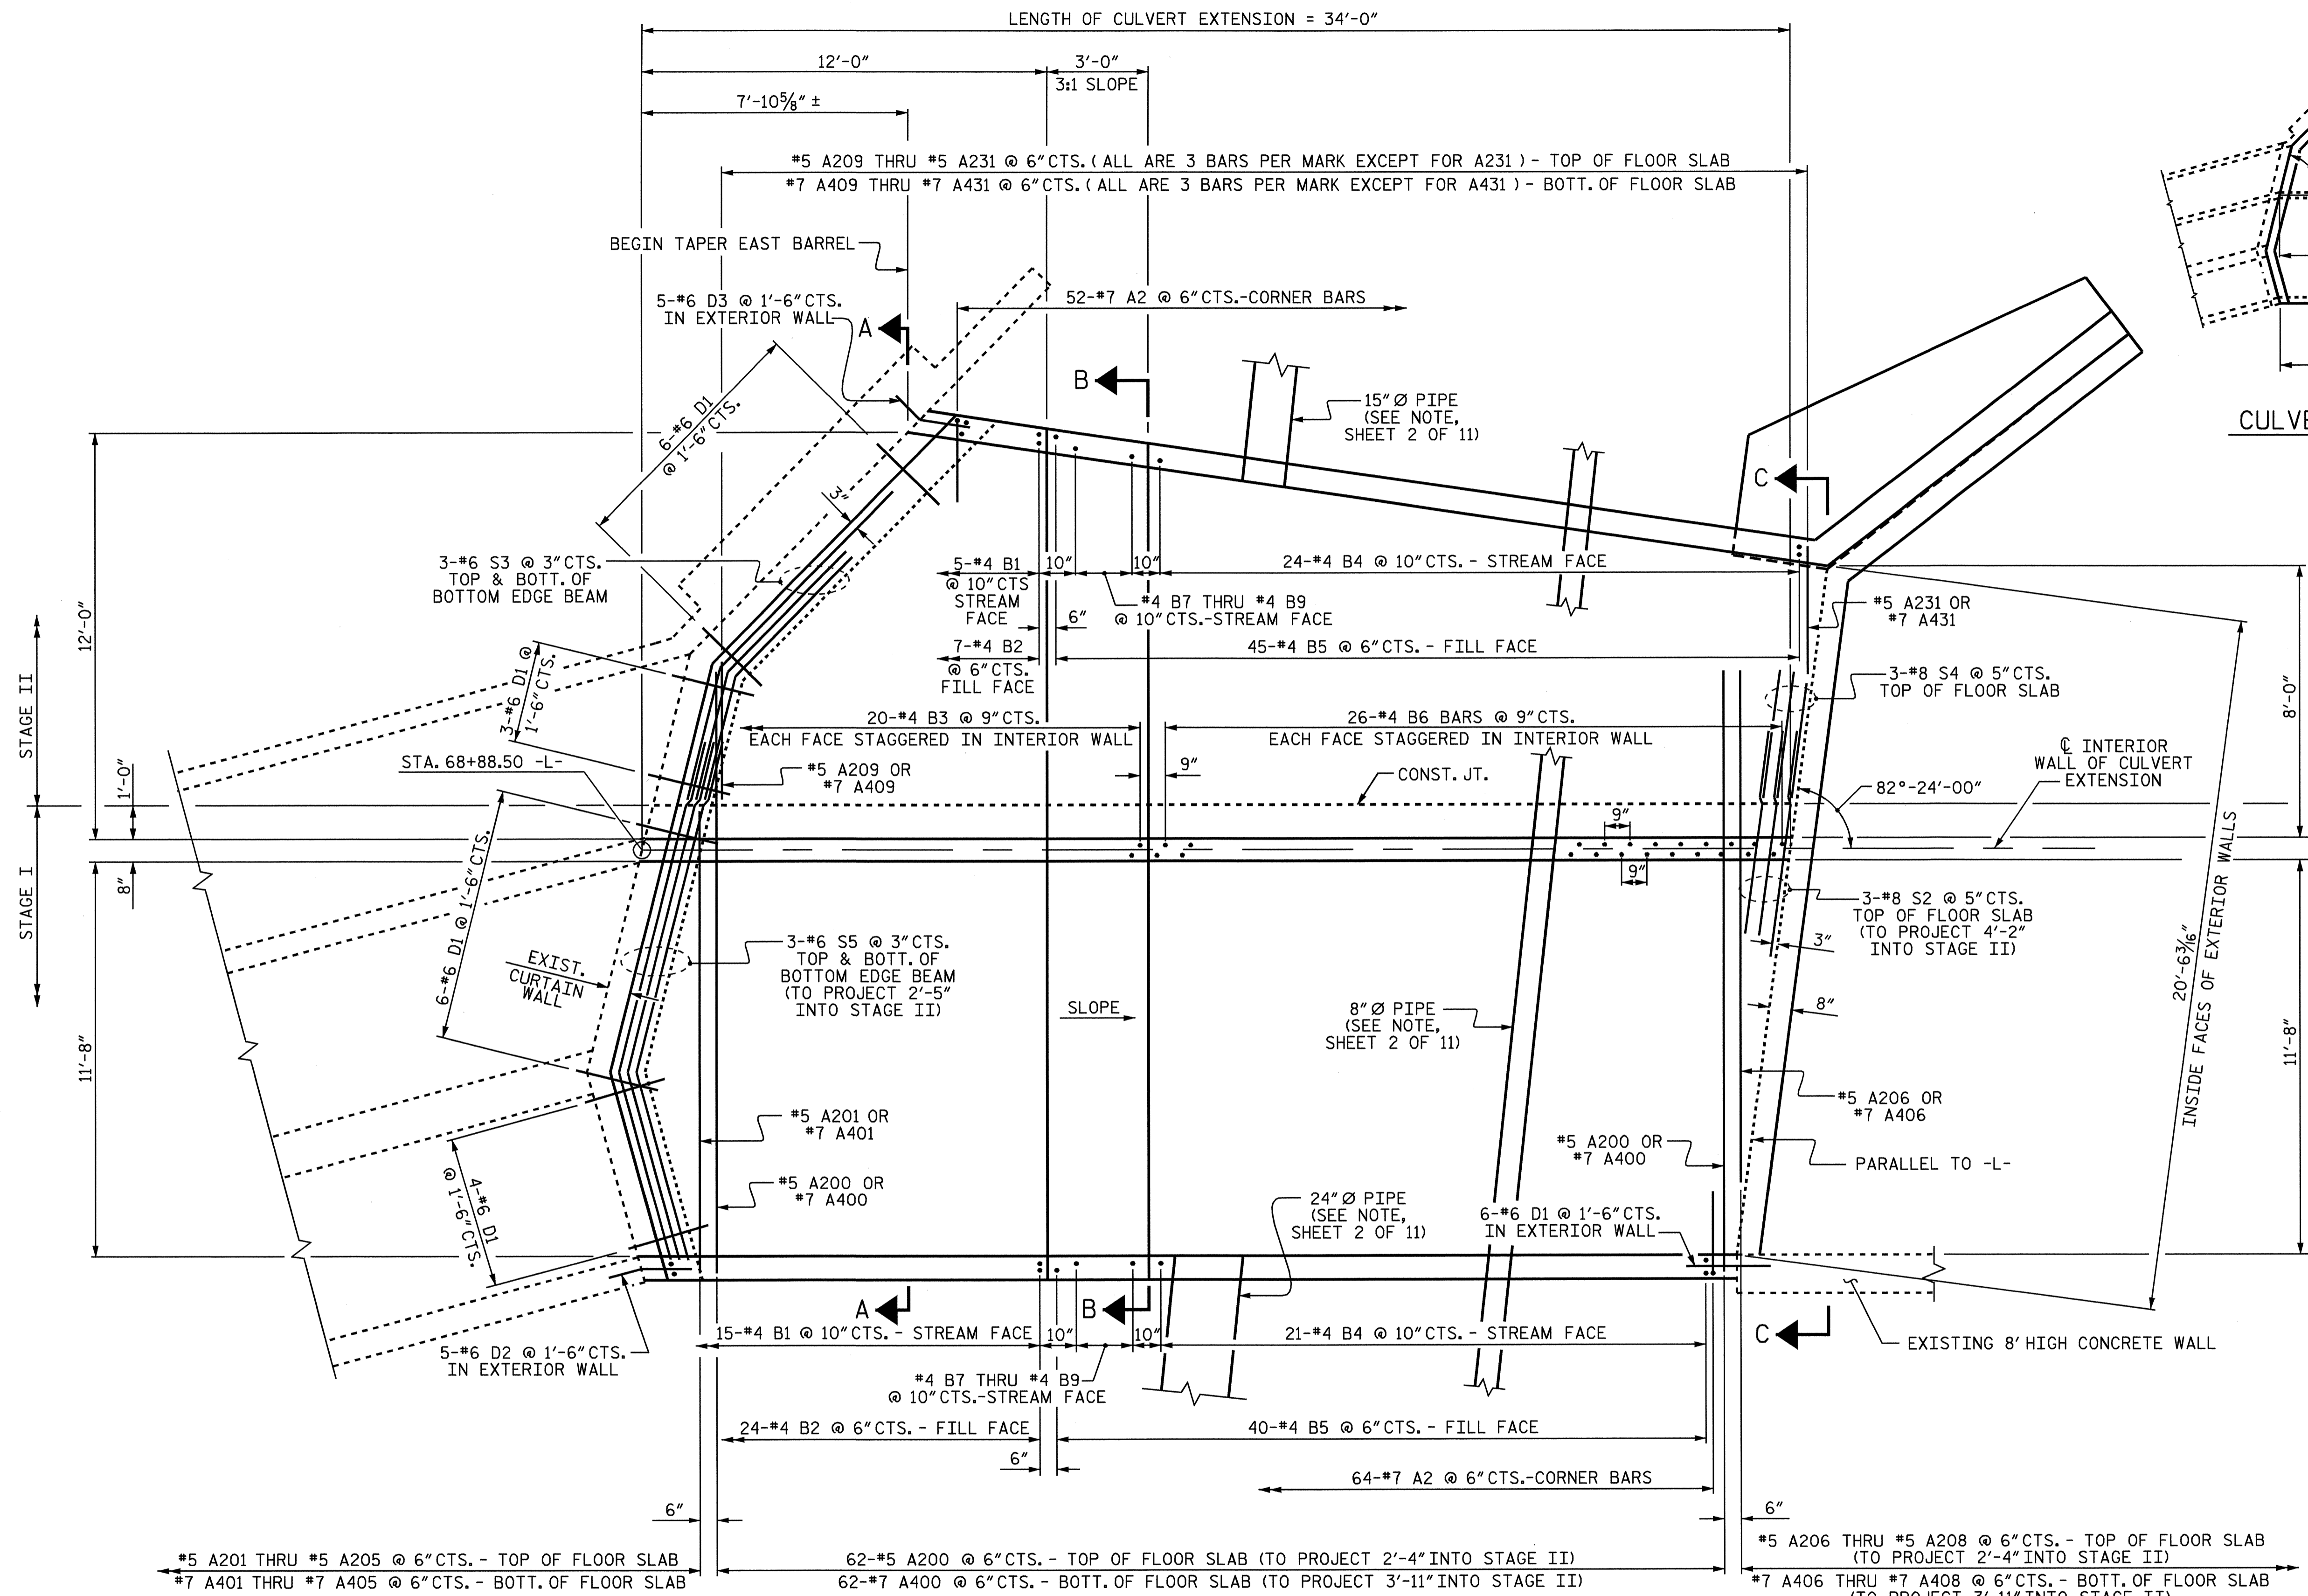 LENGTH OF CULVERT EXTENSION = 34'-0"
12'-0"
3'-0"
3:1 SLOPE
7'-10⅝" ±
#5 A209 THRU #5 A231 @ 6" CTS. ( ALL ARE 3 BARS PER MARK EXCEPT FOR A231 ) - TOP OF FLOOR SLAB
#7 A409 THRU #7 A431 @ 6" CTS. ( ALL ARE 3 BARS PER MARK EXCEPT FOR A431 ) - BOTT. OF FLOOR SLAB
BEGIN TAPER EAST BARREL
5-#6 D3 @ 1'-6" CTS.
IN EXTERIOR WALL
52-#7 A2 @ 6" CTS.-CORNER BARS
A
B
6-#6 D1
@ 1'-6" CTS.
15" Ø PIPE
(SEE NOTE,
SHEET 2 OF 11)
C
CULVE
3"
12'-0"
3-#6 S3 @ 3" CTS.
TOP & BOTT. OF
BOTTOM EDGE BEAM
5-#4 B1
@ 10" CTS
STREAM
FACE
10"
10"
24-#4 B4 @ 10" CTS. - STREAM FACE
#4 B7 THRU #4 B9
@ 10" CTS.-STREAM FACE
6"
#5 A231 OR
#7 A431
7-#4 B2
@ 6" CTS.
FILL FACE
45-#4 B5 @ 6" CTS. - FILL FACE
3-#6 D1 @
1'-6" CTS.
STAGE II
3-#8 S4 @ 5" CTS.
TOP OF FLOOR SLAB
8'-0"
20-#4 B3 @ 9" CTS.
EACH FACE STAGGERED IN INTERIOR WALL
26-#4 B6 BARS @ 9" CTS.
EACH FACE STAGGERED IN INTERIOR WALL
STA. 68+88.50 -L-
#5 A209 OR
#7 A409
9"
CONST. JT.
℄ INTERIOR
WALL OF CULVERT
EXTENSION
82°-24'-00"
1'-0"
9"
9"
8"
STAGE I
6-#6 D1 @ 1'-6" CTS.
3-#8 S2 @ 5" CTS.
TOP OF FLOOR SLAB
(TO PROJECT 4'-2"
INTO STAGE II)
3"
EXIST.
CURTAIN
WALL
3-#6 S5 @ 3" CTS.
TOP & BOTT. OF
BOTTOM EDGE BEAM
(TO PROJECT 2'-5"
INTO STAGE II)
SLOPE
8" Ø PIPE
(SEE NOTE,
SHEET 2 OF 11)
8"
20'-6³⁄₁₆"
INSIDE FACES OF EXTERIOR WALLS
11'-8"
11'-8"
#5 A201 OR
#7 A401
#5 A206 OR
#7 A406
#5 A200 OR
#7 A400
PARALLEL TO -L-
4-#6 D1
@ 1'-6" CTS.
#5 A200 OR
#7 A400
24" Ø PIPE
(SEE NOTE,
SHEET 2 OF 11)
6-#6 D1 @ 1'-6" CTS.
IN EXTERIOR WALL
A
B
C
15-#4 B1 @ 10" CTS. - STREAM FACE
10"
10"
21-#4 B4 @ 10" CTS. - STREAM FACE
EXISTING 8' HIGH CONCRETE WALL
5-#6 D2 @ 1'-6" CTS.
IN EXTERIOR WALL
#4 B7 THRU #4 B9
@ 10" CTS.-STREAM FACE
24-#4 B2 @ 6" CTS. - FILL FACE
40-#4 B5 @ 6" CTS. - FILL FACE
6"
64-#7 A2 @ 6" CTS.-CORNER BARS
6"
6"
#5 A201 THRU #5 A205 @ 6" CTS. - TOP OF FLOOR SLAB
#7 A401 THRU #7 A405 @ 6" CTS. - BOTT. OF FLOOR SLAB
62-#5 A200 @ 6" CTS. - TOP OF FLOOR SLAB (TO PROJECT 2'-4" INTO STAGE II)
62-#7 A400 @ 6" CTS. - BOTT. OF FLOOR SLAB (TO PROJECT 3'-11" INTO STAGE II)
#5 A206 THRU #5 A208 @ 6" CTS. - TOP OF FLOOR SLAB
(TO PROJECT 2'-4" INTO STAGE II)
#7 A406 THRU #7 A408 @ 6" CTS. - BOTT. OF FLOOR SLAB
(TO PROJECT 3'-11" INTO STAGE II)